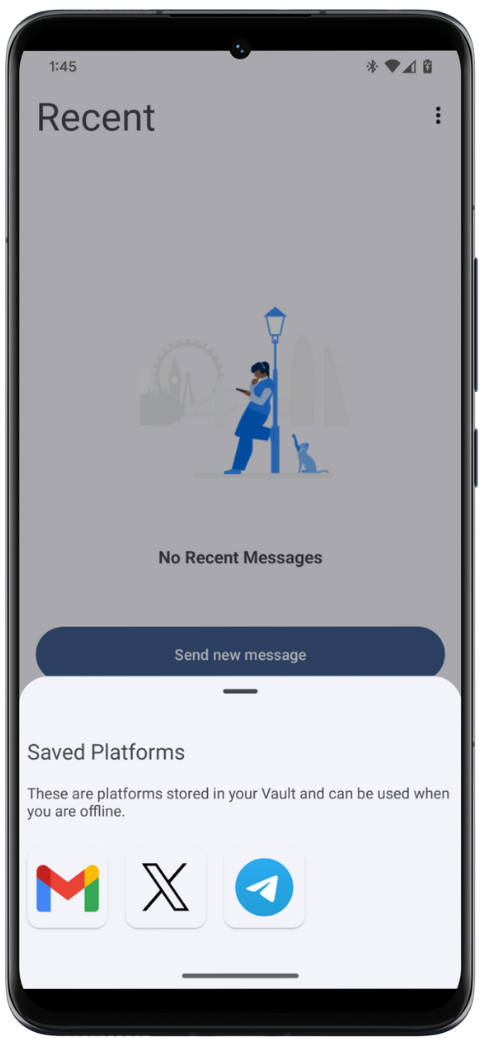 1:45
Recent
No Recent Messages
Send new message
Saved Platforms
These are platforms stored in your Vault and can be used when
you are offline.